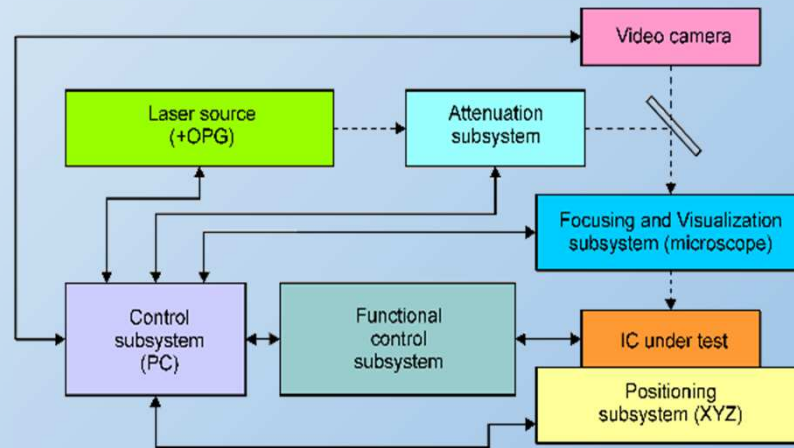 Video camera
Laser source
(+OPG)
Attenuation
subsystem
Focusing and Visualization
subsystem (microscope)
Control
subsystem
(PC)
Functional
control
subsystem
IC under test
Positioning
subsystem (XYZ)